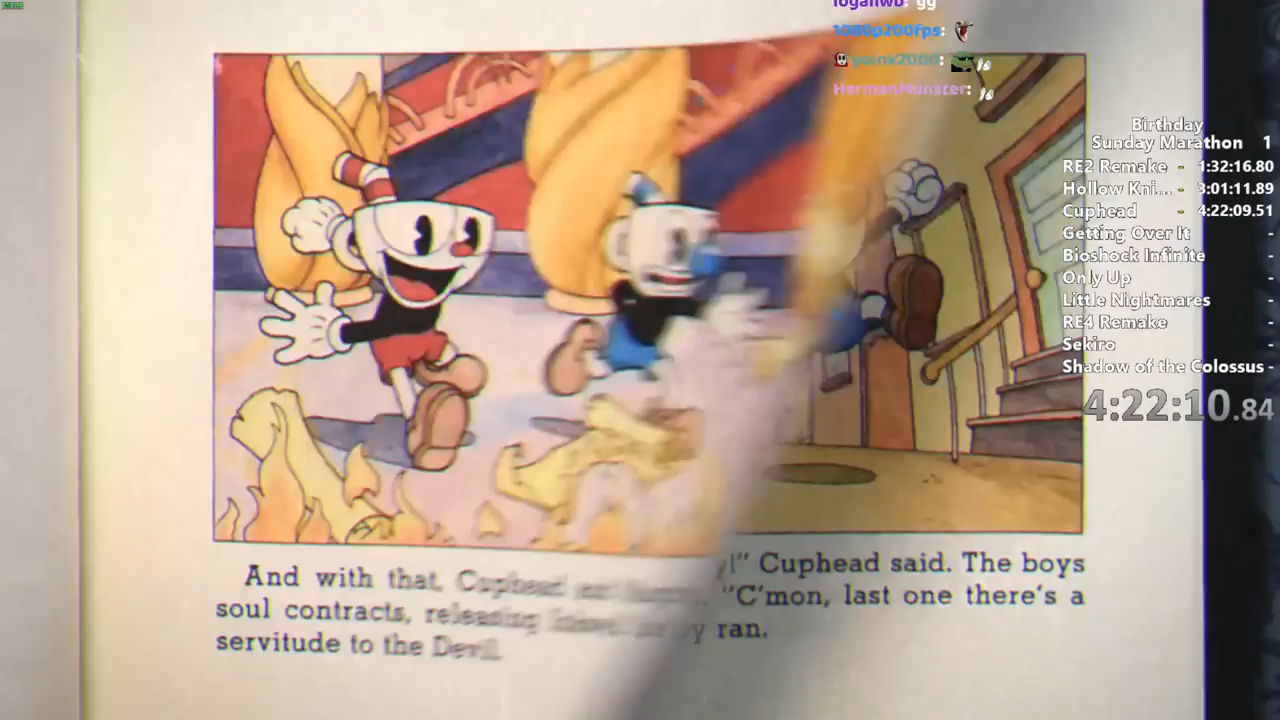 loganwb: gg
1080p200fps:
yoink2000:
HermanMunster:
Birthday
Sunday Marathon 1
RE2 Remake - 1:32:16.80
Hollow Kni... - 3:01:11.89
Cuphead - 4:22:09.51
Getting Over It -
Bioshock Infinite -
Only Up -
Little Nightmares -
RE4 Remake -
Sekiro -
Shadow of the Colossus -
4:22:10.84
And with that, Cuphead
soul contracts, releasing
servitude to the Devil.
!" Cuphead said. The boys
"C'mon, last one there's a
y ran.